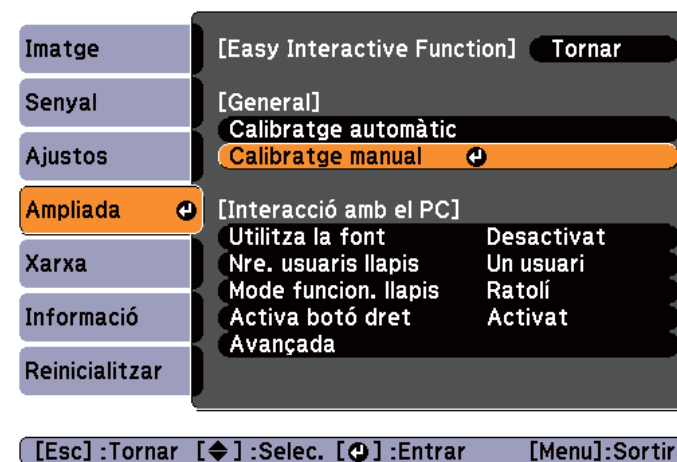 Imatge
Senyal
Ajustos
Ampliada
Xarxa
Informació
Reinicialitzar
[Easy Interactive Function] Tornar
[General]
Calibratge automàtic
Calibratge manual
[Interacció amb el PC]
Utilitza la font Desactivat
Nre. usuaris llapis Un usuari
Mode funcion. llapis Ratolí
Activa botó dret Activat
Avançada
[Esc] :Tornar [◆] :Selec. [⏎] :Entrar [Menu]:Sortir